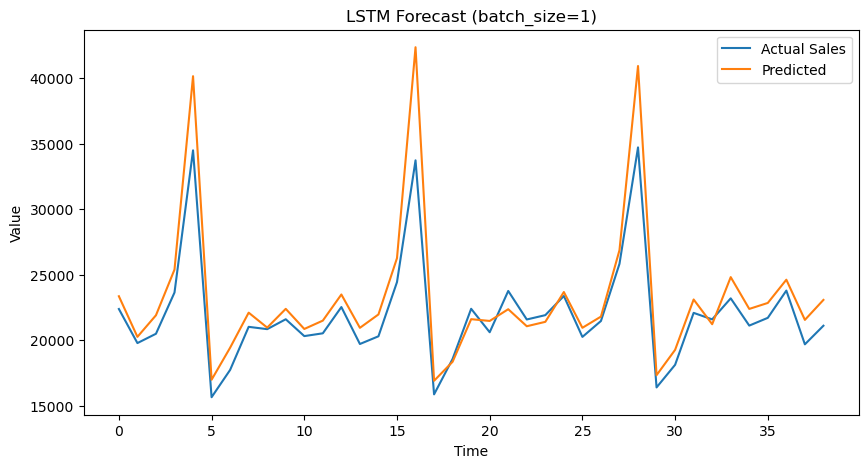 LSTM Forecast (batch_size=1)
Actual Sales
Predicted
Value
40000
35000
30000
25000
20000
15000
0 5 10 15 20 25 30 35
Time